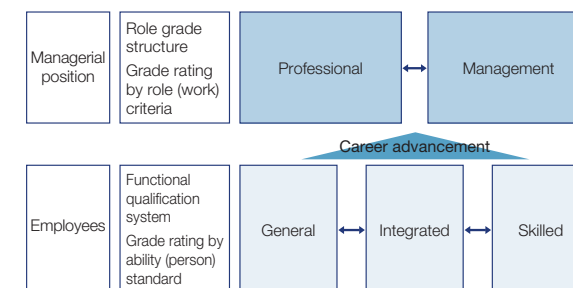 Managerial
position
Role grade
structure
Grade rating
by role (work)
criteria
Professional
Management
Career advancement
Employees
Functional
qualification
system
Grade rating by
ability (person)
standard
General
Integrated
Skilled